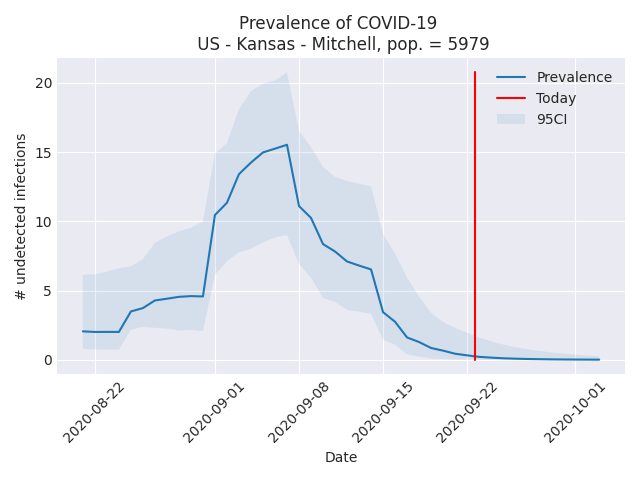 Prevalence of COVID-19
US - Kansas - Mitchell, pop. = 5979
Prevalence
Today
95CI
# undetected infections
20
15
10
5
0
2020-08-22
2020-09-01
2020-09-08
2020-09-15
2020-09-22
2020-10-01
Date